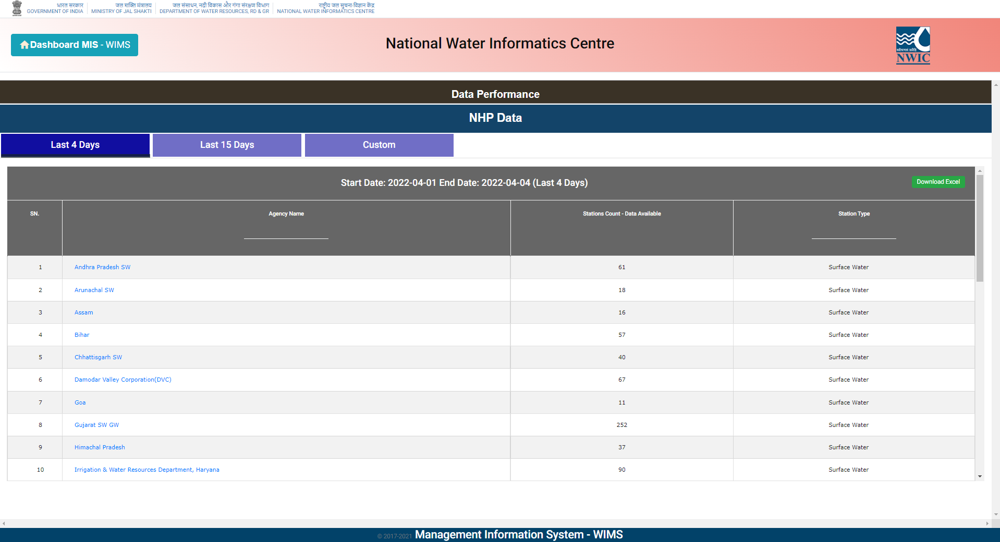 भारत सरकार
GOVERNMENT OF INDIA
जल शक्ति मंत्रालय
MINISTRY OF JAL SHAKTI
जल संसाधन, नदी विकास और गंगा संरक्षण विभाग
DEPARTMENT OF WATER RESOURCES, RD & GR
राष्ट्रीय जल सुचना-विज्ञान केंद्र
NATIONAL WATER INFORMATICS CENTRE
Dashboard MIS - WIMS
National Water Informatics Centre
NWIC
Data Performance
NHP Data
Last 4 Days Last 15 Days Custom
Start Date: 2022-04-01 End Date: 2022-04-04 (Last 4 Days) Download Excel
SN. Agency Name Stations Count - Data Available Station Type
1 Andhra Pradesh SW 61 Surface Water
2 Arunachal SW 18 Surface Water
3 Assam 16 Surface Water
4 Bihar 57 Surface Water
5 Chhattisgarh SW 40 Surface Water
6 Damodar Valley Corporation(DVC) 67 Surface Water
7 Goa 11 Surface Water
8 Gujarat SW GW 252 Surface Water
9 Himachal Pradesh 37 Surface Water
10 Irrigation & Water Resources Department, Haryana 90 Surface Water
© 2017-2021 Management Information System - WIMS